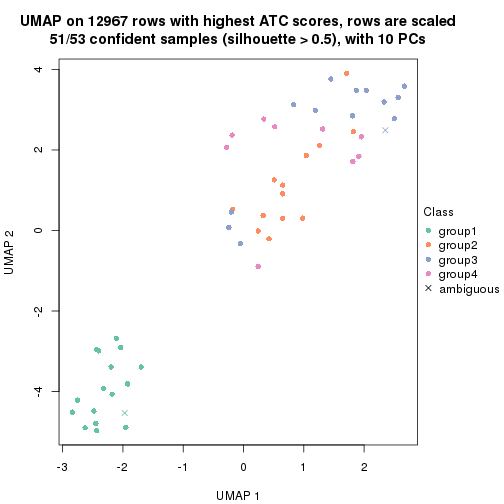 UMAP on 12967 rows with highest ATC scores, rows are scaled
51/53 confident samples (silhouette > 0.5), with 10 PCs
4
2
0
-2
-4
UMAP 2
-3 -2 -1 0 1 2
UMAP 1
Class
group1
group2
group3
group4
ambiguous